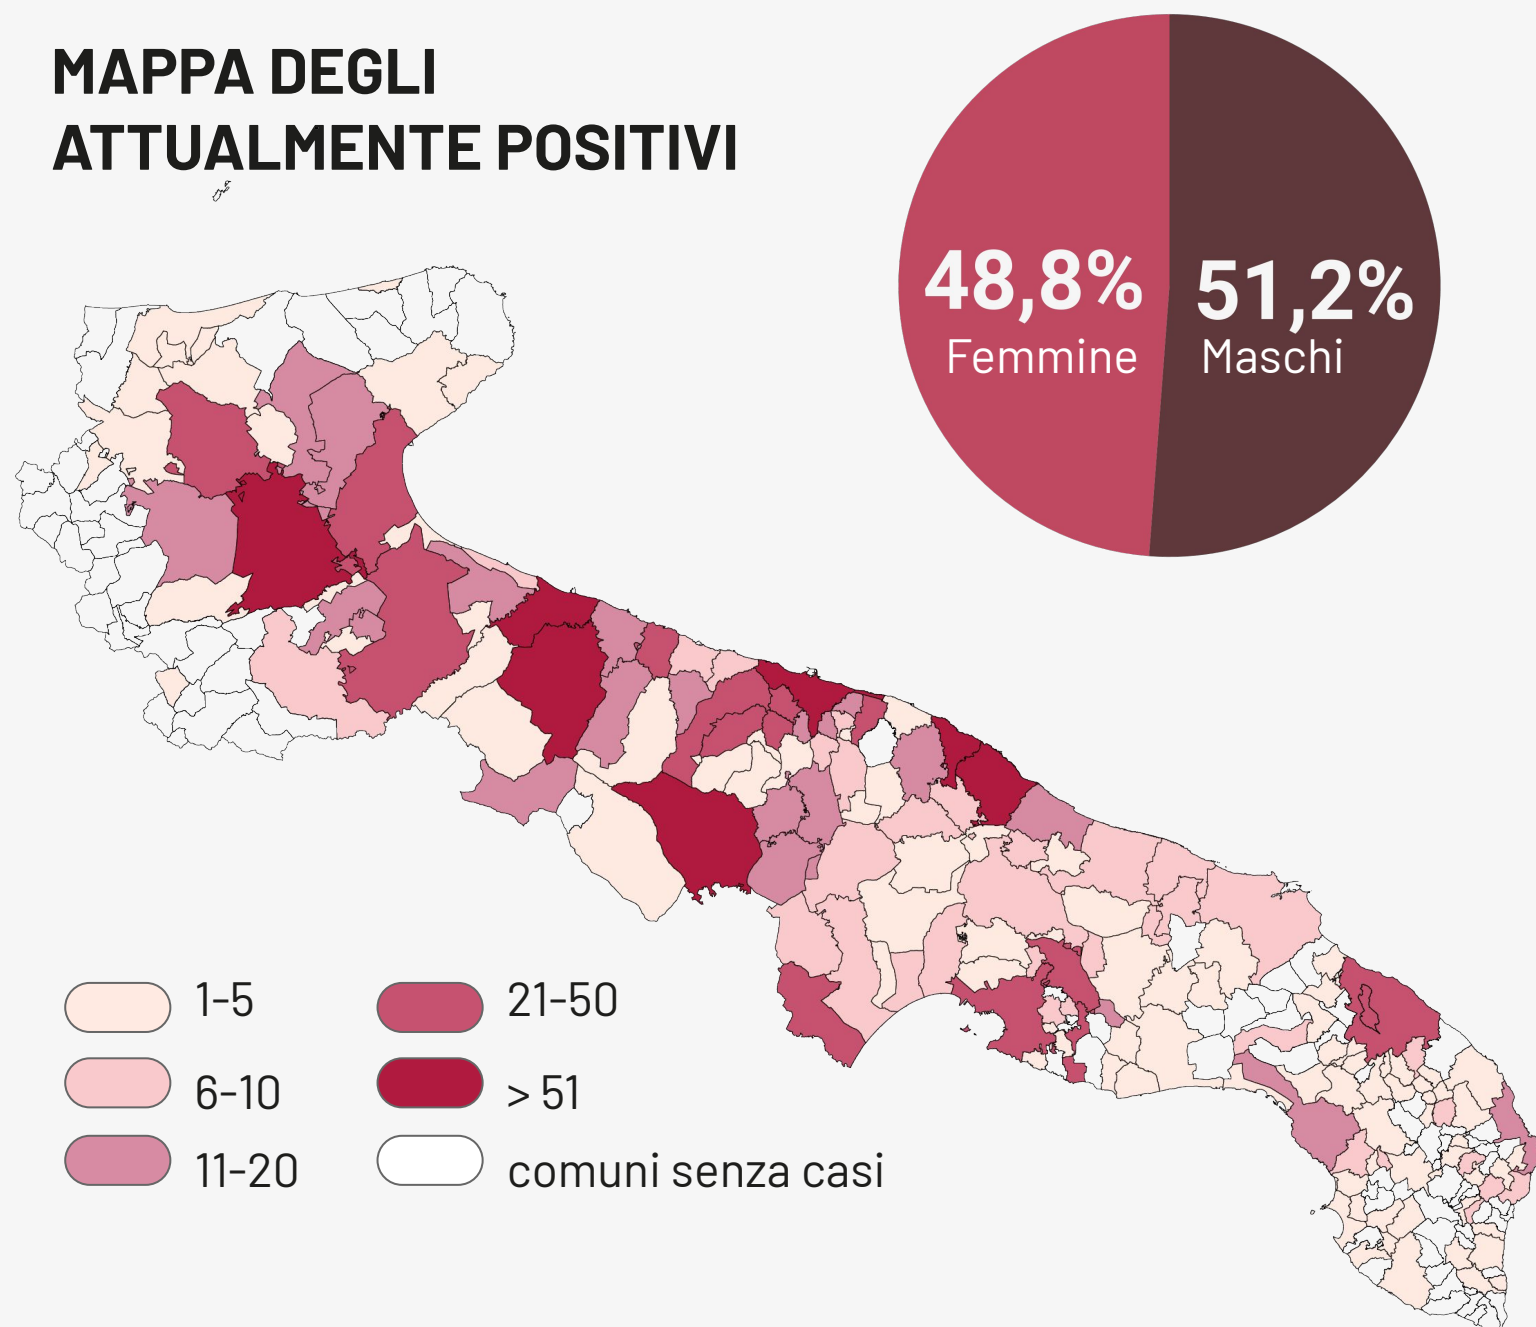 MAPPA DEGLI
ATTUALMENTE POSITIVI
48,8%
Femmine
51,2%
Maschi
1-5
6-10
11-20
21-50
> 51
comuni senza casi